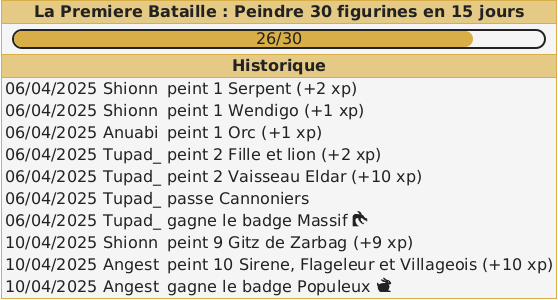 La Premiere Bataille : Peindre 30 figurines en 15 jours
26/30
Historique
06/04/2025 Shionn peint 1 Serpent (+2 xp)
06/04/2025 Shionn peint 1 Wendigo (+1 xp)
06/04/2025 Anuabi peint 1 Orc (+1 xp)
06/04/2025 Tupad_ peint 2 Fille et lion (+2 xp)
06/04/2025 Tupad_ peint 2 Vaisseau Eldar (+10 xp)
06/04/2025 Tupad_ passe Cannoniers
06/04/2025 Tupad_ gagne le badge Massif
10/04/2025 Shionn peint 9 Gitz de Zarbag (+9 xp)
10/04/2025 Angest peint 10 Sirene, Flageleur et Villageois (+10 xp)
10/04/2025 Angest gagne le badge Populeux